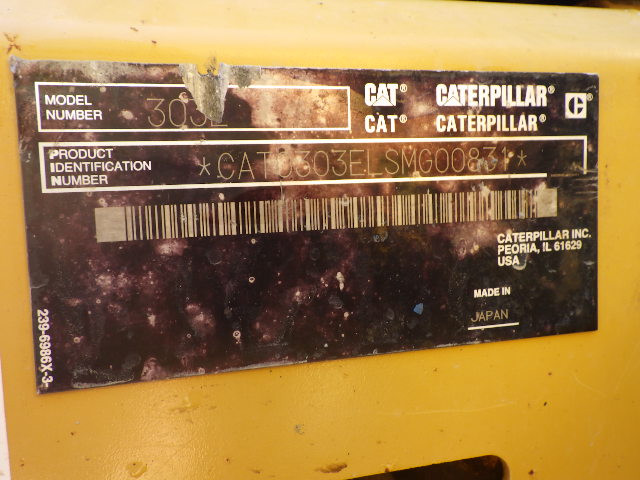 MODEL NUMBER 303E
CAT® CATERPILLAR®
CAT® CATERPILLAR®
PRODUCT IDENTIFICATION NUMBER *CAT0303ELSMG00831*
CATERPILLAR INC.
PEORIA, IL 61629
USA
MADE IN
JAPAN
239-6986X-3